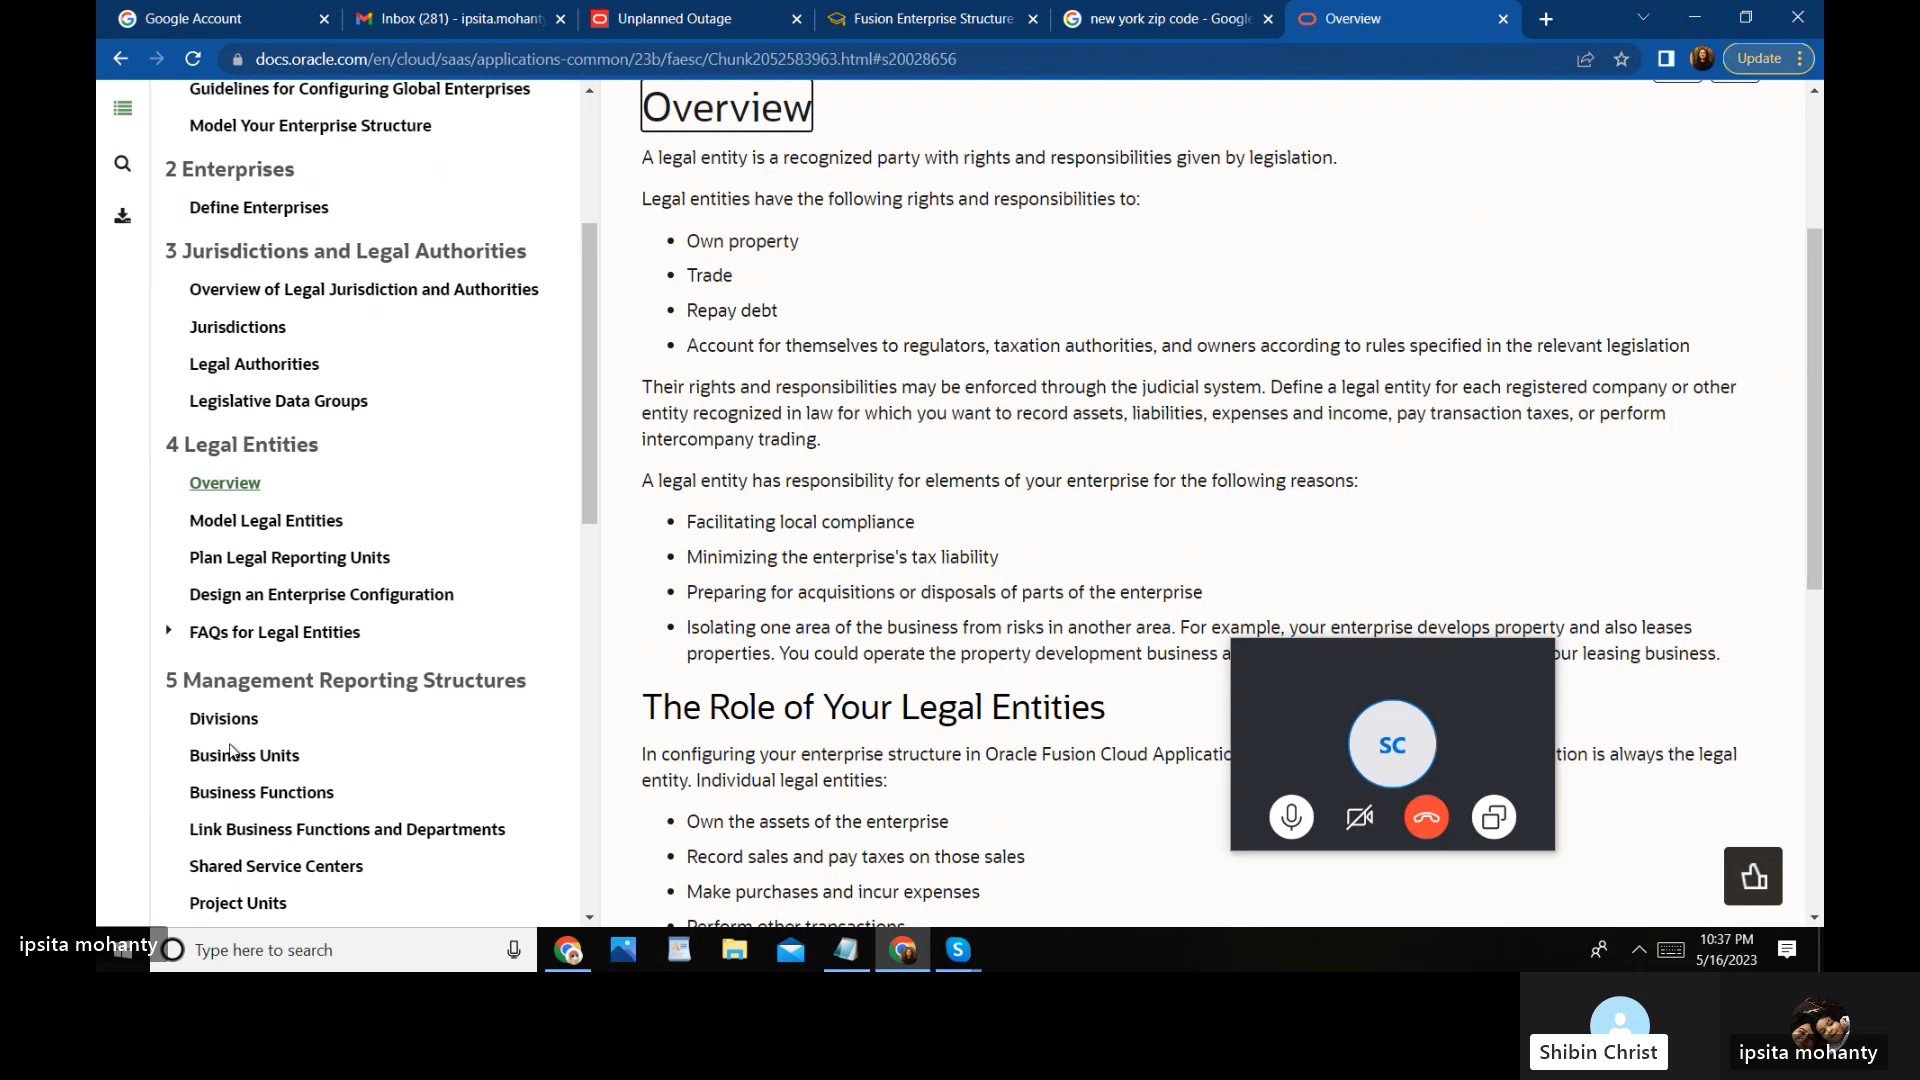 Google Account
Inbox (281) - ipsita.mohanty
Unplanned Outage
Fusion Enterprise Structure
new york zip code - Google
Overview
docs.oracle.com/en/cloud/saas/applications-common/23b/faesc/Chunk2052583963.html#s20028656
Update
Guidelines for Configuring Global Enterprises
Model Your Enterprise Structure
2 Enterprises
Define Enterprises
3 Jurisdictions and Legal Authorities
Overview of Legal Jurisdiction and Authorities
Jurisdictions
Legal Authorities
Legislative Data Groups
4 Legal Entities
Overview
Model Legal Entities
Plan Legal Reporting Units
Design an Enterprise Configuration
FAQs for Legal Entities
5 Management Reporting Structures
Divisions
Business Units
Business Functions
Link Business Functions and Departments
Shared Service Centers
Project Units
Overview
A legal entity is a recognized party with rights and responsibilities given by legislation.
Legal entities have the following rights and responsibilities to:
• Own property
• Trade
• Repay debt
• Account for themselves to regulators, taxation authorities, and owners according to rules specified in the relevant legislation
Their rights and responsibilities may be enforced through the judicial system. Define a legal entity for each registered company or other
entity recognized in law for which you want to record assets, liabilities, expenses and income, pay transaction taxes, or perform
intercompany trading.
A legal entity has responsibility for elements of your enterprise for the following reasons:
• Facilitating local compliance
• Minimizing the enterprise's tax liability
• Preparing for acquisitions or disposals of parts of the enterprise
• Isolating one area of the business from risks in another area. For example, your enterprise develops property and also leases
properties. You could operate the property development business a our leasing business.
The Role of Your Legal Entities
In configuring your enterprise structure in Oracle Fusion Cloud Applicatio tion is always the legal
entity. Individual legal entities:
• Own the assets of the enterprise
• Record sales and pay taxes on those sales
• Make purchases and incur expenses
• Perform other transactions
SC
Type here to search
10:37 PM
5/16/2023
ipsita mohanty
Shibin Christ
ipsita mohanty